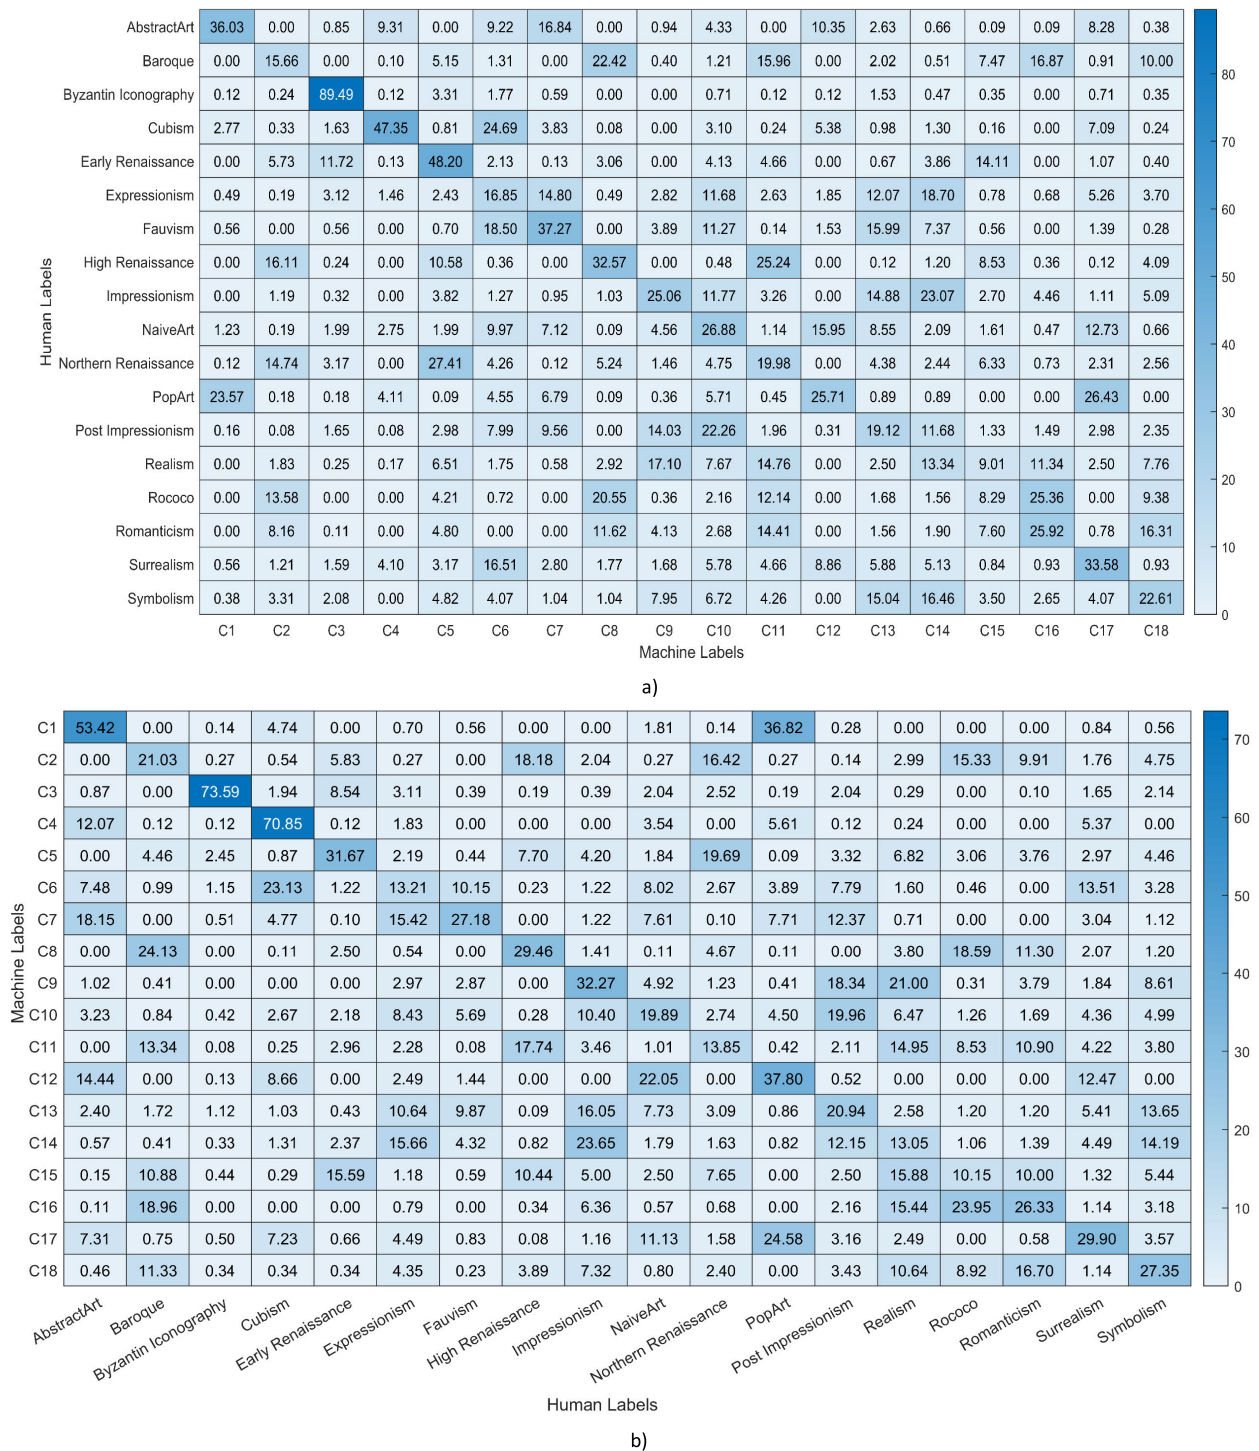 AbstractArt 36.03 0.00 0.85 9.31 0.00 9.22 16.84 0.00 0.94 4.33 0.00 10.35 2.63 0.66 0.09 0.09 8.28 0.38
Baroque 0.00 15.66 0.00 0.10 5.15 1.31 0.00 22.42 0.40 1.21 15.96 0.00 2.02 0.51 7.47 16.87 0.91 10.00
80
Byzantin Iconography 0.12 0.24 89.49 0.12 3.31 1.77 0.59 0.00 0.00 0.71 0.12 0.12 1.53 0.47 0.35 0.00 0.71 0.35
Cubism 2.77 0.33 1.63 47.35 0.81 24.69 3.83 0.08 0.00 3.10 0.24 5.38 0.98 1.30 0.16 0.00 7.09 0.24
70
Early Renaissance 0.00 5.73 11.72 0.13 48.20 2.13 0.13 3.06 0.00 4.13 4.66 0.00 0.67 3.86 14.11 0.00 1.07 0.40
Expressionism 0.49 0.19 3.12 1.46 2.43 16.85 14.80 0.49 2.82 11.68 2.63 1.85 12.07 18.70 0.78 0.68 5.26 3.70
60
Fauvism 0.56 0.00 0.56 0.00 0.70 18.50 37.27 0.00 3.89 11.27 0.14 1.53 15.99 7.37 0.56 0.00 1.39 0.28
High Renaissance 0.00 16.11 0.24 0.00 10.58 0.36 0.00 32.57 0.00 0.48 25.24 0.00 0.12 1.20 8.53 0.36 0.12 4.09
50
Human Labels
Impressionism 0.00 1.19 0.32 0.00 3.82 1.27 0.95 1.03 25.06 11.77 3.26 0.00 14.88 23.07 2.70 4.46 1.11 5.09
NaiveArt 1.23 0.19 1.99 2.75 1.99 9.97 7.12 0.09 4.56 26.88 1.14 15.95 8.55 2.09 1.61 0.47 12.73 0.66
40
Northern Renaissance 0.12 14.74 3.17 0.00 27.41 4.26 0.12 5.24 1.46 4.75 19.98 0.00 4.38 2.44 6.33 0.73 2.31 2.56
PopArt 23.57 0.18 0.18 4.11 0.09 4.55 6.79 0.09 0.36 5.71 0.45 25.71 0.89 0.89 0.00 0.00 26.43 0.00
30
Post Impressionism 0.16 0.08 1.65 0.08 2.98 7.99 9.56 0.00 14.03 22.26 1.96 0.31 19.12 11.68 1.33 1.49 2.98 2.35
Realism 0.00 1.83 0.25 0.17 6.51 1.75 0.58 2.92 17.10 7.67 14.76 0.00 2.50 13.34 9.01 11.34 2.50 7.76
20
Rococo 0.00 13.58 0.00 0.00 4.21 0.72 0.00 20.55 0.36 2.16 12.14 0.00 1.68 1.56 8.29 25.36 0.00 9.38
Romanticism 0.00 8.16 0.11 0.00 4.80 0.00 0.00 11.62 4.13 2.68 14.41 0.00 1.56 1.90 7.60 25.92 0.78 16.31
10
Surrealism 0.56 1.21 1.59 4.10 3.17 16.51 2.80 1.77 1.68 5.78 4.66 8.86 5.88 5.13 0.84 0.93 33.58 0.93
Symbolism 0.38 3.31 2.08 0.00 4.82 4.07 1.04 1.04 7.95 6.72 4.26 0.00 15.04 16.46 3.50 2.65 4.07 22.61
0
C1 C2 C3 C4 C5 C6 C7 C8 C9 C10 C11 C12 C13 C14 C15 C16 C17 C18
Machine Labels
a)
C1 53.42 0.00 0.14 4.74 0.00 0.70 0.56 0.00 0.00 1.81 0.14 36.82 0.28 0.00 0.00 0.00 0.84 0.56
70
C2 0.00 21.03 0.27 0.54 5.83 0.27 0.00 18.18 2.04 0.27 16.42 0.27 0.14 2.99 15.33 9.91 1.76 4.75
C3 0.87 0.00 73.59 1.94 8.54 3.11 0.39 0.19 0.39 2.04 2.52 0.19 2.04 0.29 0.00 0.10 1.65 2.14
60
C4 12.07 0.12 0.12 70.85 0.12 1.83 0.00 0.00 0.00 3.54 0.00 5.61 0.12 0.24 0.00 0.00 5.37 0.00
C5 0.00 4.46 2.45 0.87 31.67 2.19 0.44 7.70 4.20 1.84 19.69 0.09 3.32 6.82 3.06 3.76 2.97 4.46
C6 7.48 0.99 1.15 23.13 1.22 13.21 10.15 0.23 1.22 8.02 2.67 3.89 7.79 1.60 0.46 0.00 13.51 3.28
50
C7 18.15 0.00 0.51 4.77 0.10 15.42 27.18 0.00 1.22 7.61 0.10 7.71 12.37 0.71 0.00 0.00 3.04 1.12
C8 0.00 24.13 0.00 0.11 2.50 0.54 0.00 29.46 1.41 0.11 4.67 0.11 0.00 3.80 18.59 11.30 2.07 1.20
40
Machine Labels
C9 1.02 0.41 0.00 0.00 0.00 2.97 2.87 0.00 32.27 4.92 1.23 0.41 18.34 21.00 0.31 3.79 1.84 8.61
C10 3.23 0.84 0.42 2.67 2.18 8.43 5.69 0.28 10.40 19.89 2.74 4.50 19.96 6.47 1.26 1.69 4.36 4.99
C11 0.00 13.34 0.08 0.25 2.96 2.28 0.08 17.74 3.46 1.01 13.85 0.42 2.11 14.95 8.53 10.90 4.22 3.80
30
C12 14.44 0.00 0.13 8.66 0.00 2.49 1.44 0.00 0.00 22.05 0.00 37.80 0.52 0.00 0.00 0.00 12.47 0.00
C13 2.40 1.72 1.12 1.03 0.43 10.64 9.87 0.09 16.05 7.73 3.09 0.86 20.94 2.58 1.20 1.20 5.41 13.65
20
C14 0.57 0.41 0.33 1.31 2.37 15.66 4.32 0.82 23.65 1.79 1.63 0.82 12.15 13.05 1.06 1.39 4.49 14.19
C15 0.15 10.88 0.44 0.29 15.59 1.18 0.59 10.44 5.00 2.50 7.65 0.00 2.50 15.88 10.15 10.00 1.32 5.44
C16 0.11 18.96 0.00 0.00 0.00 0.79 0.00 0.34 6.36 0.57 0.68 0.00 2.16 15.44 23.95 26.33 1.14 3.18
10
C17 7.31 0.75 0.50 7.23 0.66 4.49 0.83 0.08 1.16 11.13 1.58 24.58 3.16 2.49 0.00 0.58 29.90 3.57
C18 0.46 11.33 0.34 0.34 0.34 4.35 0.23 3.89 7.32 0.80 2.40 0.00 3.43 10.64 8.92 16.70 1.14 27.35
0
AbstractArt Baroque Byzantin Iconography Cubism Early Renaissance Expressionism Fauvism High Renaissance Impressionism NaiveArt Northern Renaissance PopArt Post Impressionism Realism Rococo Romanticism Surrealism Symbolism
Human Labels
b)